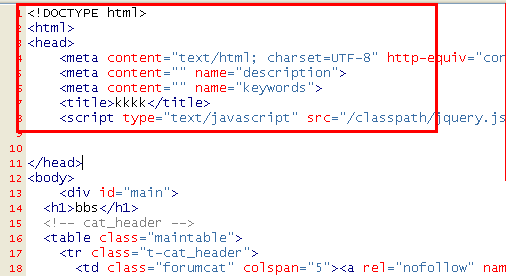 1 <!DOCTYPE html>
2 <html>
3 <head>
4 <meta content="text/html; charset=UTF-8" http-equiv="con
5 <meta content="" name="description">
6 <meta content="" name="keywords">
7 <title>kkkk</title>
8 <script type="text/javascript" src="/classpath/jquery.js
9
10
11 </head>
12 <body>
13 <div id="main">
14 <h1>bbs</h1>
15 <!-- cat_header -->
16 <table class="maintable">
17 <tr class="t-cat_header">
18 <td class="forumcat" colspan="5"><a rel="nofollow" nam